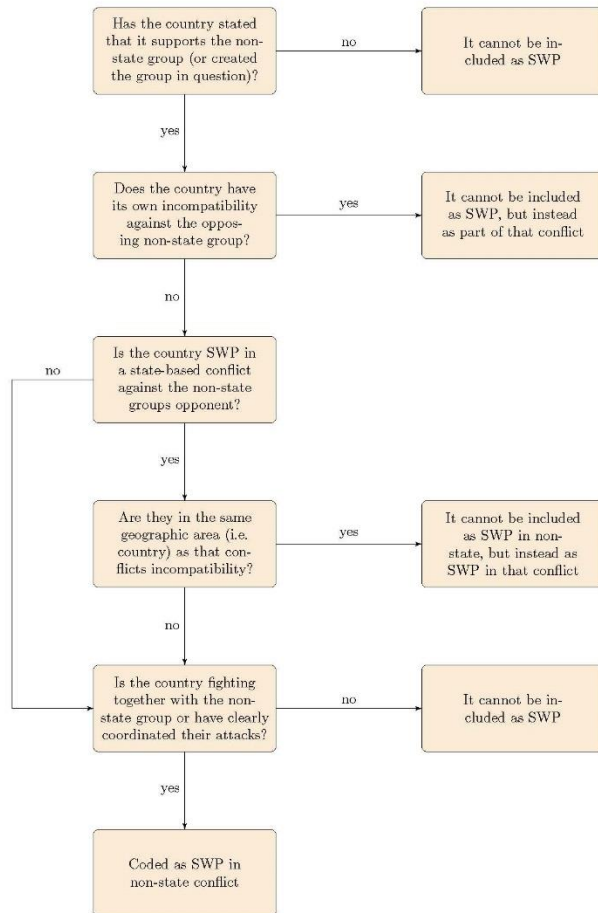 Has the country stated
that it supports the non-
state group (or created
the group in question)?
no
It cannot be in-
cluded as SWP
yes
Does the country have
its own incompatibility
against the oppos-
ing non-state group?
yes
It cannot be included
as SWP, but instead
as part of that conflict
no
Is the country SWP in
a state-based conflict
against the non-state
groups opponent?
no
yes
Are they in the same
geographic area (i.e.
country) as that con-
flicts incompatibility?
yes
It cannot be included
as SWP in non-
state, but instead as
SWP in that conflict
no
Is the country fighting
together with the non-
state group or have clearly
coordinated their attacks?
no
It cannot be in-
cluded as SWP
yes
Coded as SWP in
non-state conflict